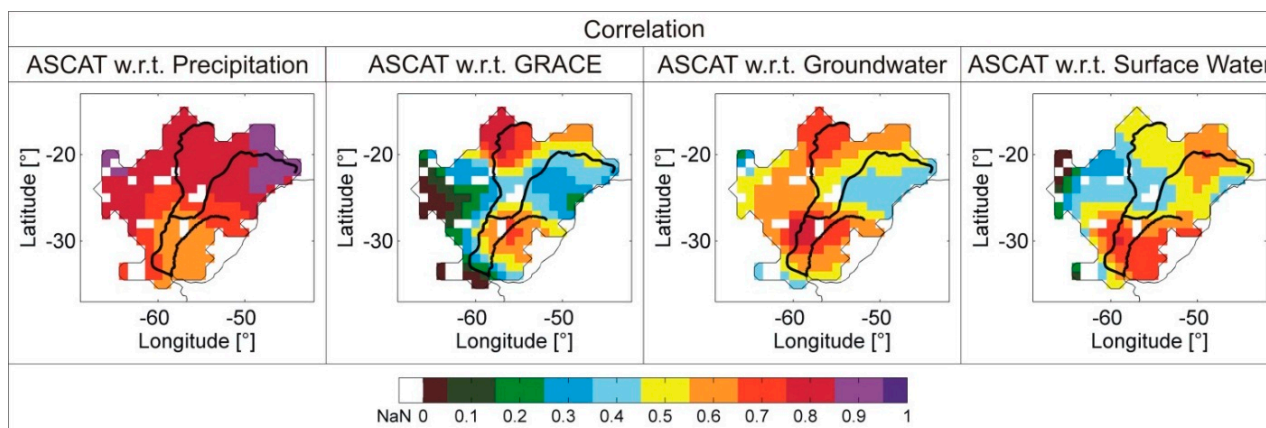 Correlation
ASCAT w.r.t. Precipitation
ASCAT w.r.t. GRACE
ASCAT w.r.t. Groundwater
ASCAT w.r.t. Surface Water
Latitude [°]
-20
-30
-60 -50
Longitude [°]
Latitude [°]
-20
-30
-60 -50
Longitude [°]
Latitude [°]
-20
-30
-60 -50
Longitude [°]
Latitude [°]
-20
-30
-60 -50
Longitude [°]
NaN 0 0.1 0.2 0.3 0.4 0.5 0.6 0.7 0.8 0.9 1